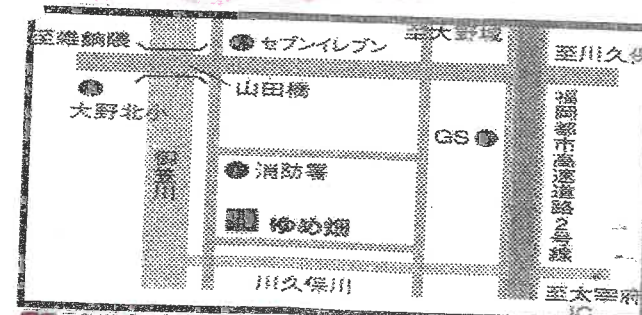 至雑餉隈
セブンイレブン
至大野城
至川久保
山田橋
大野北小
GS
御笠川
消防署
福岡都市高速道路2号線
ゆめ畑
川久保川
至太宰府
IC